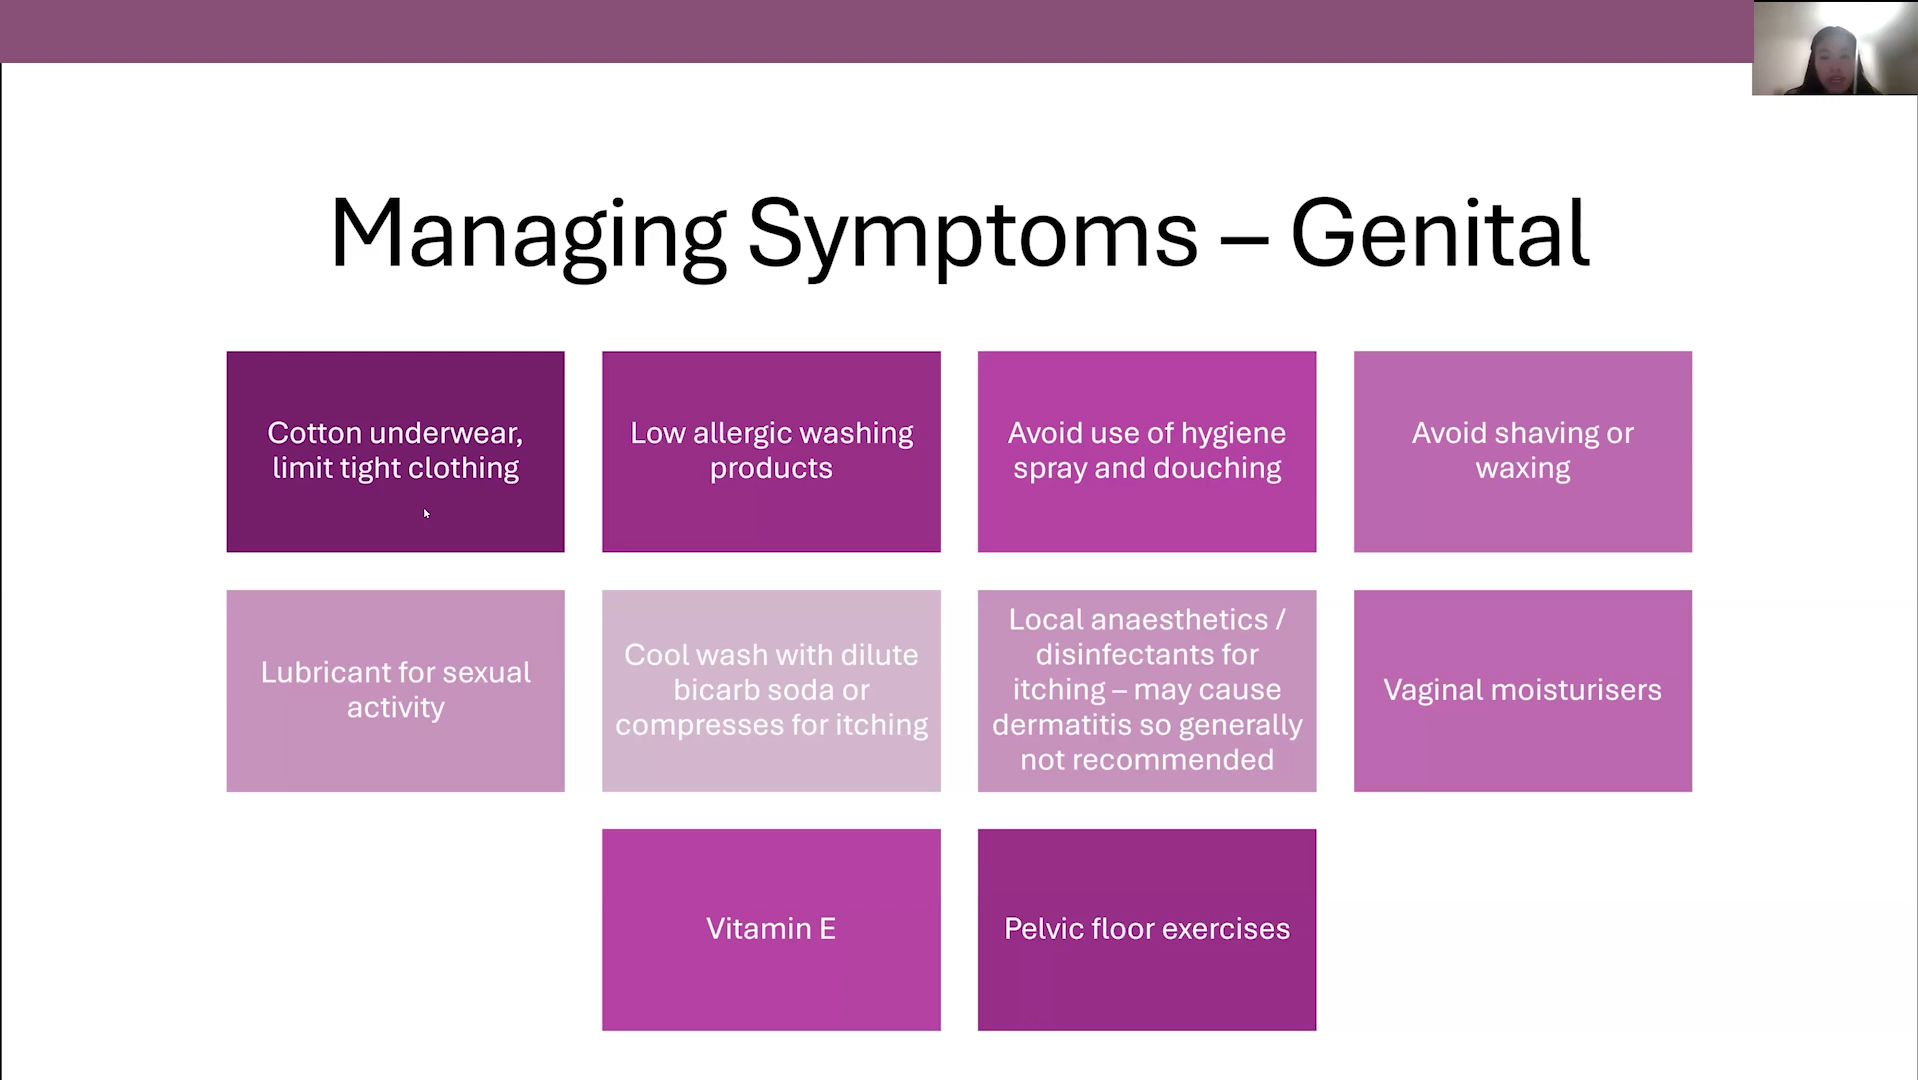 Managing Symptoms – Genital
Cotton underwear,
limit tight clothing
Low allergic washing
products
Avoid use of hygiene
spray and douching
Avoid shaving or
waxing
Lubricant for sexual
activity
Cool wash with dilute
bicarb soda or
compresses for itching
Local anaesthetics /
disinfectants for
itching – may cause
dermatitis so generally
not recommended
Vaginal moisturisers
Vitamin E
Pelvic floor exercises